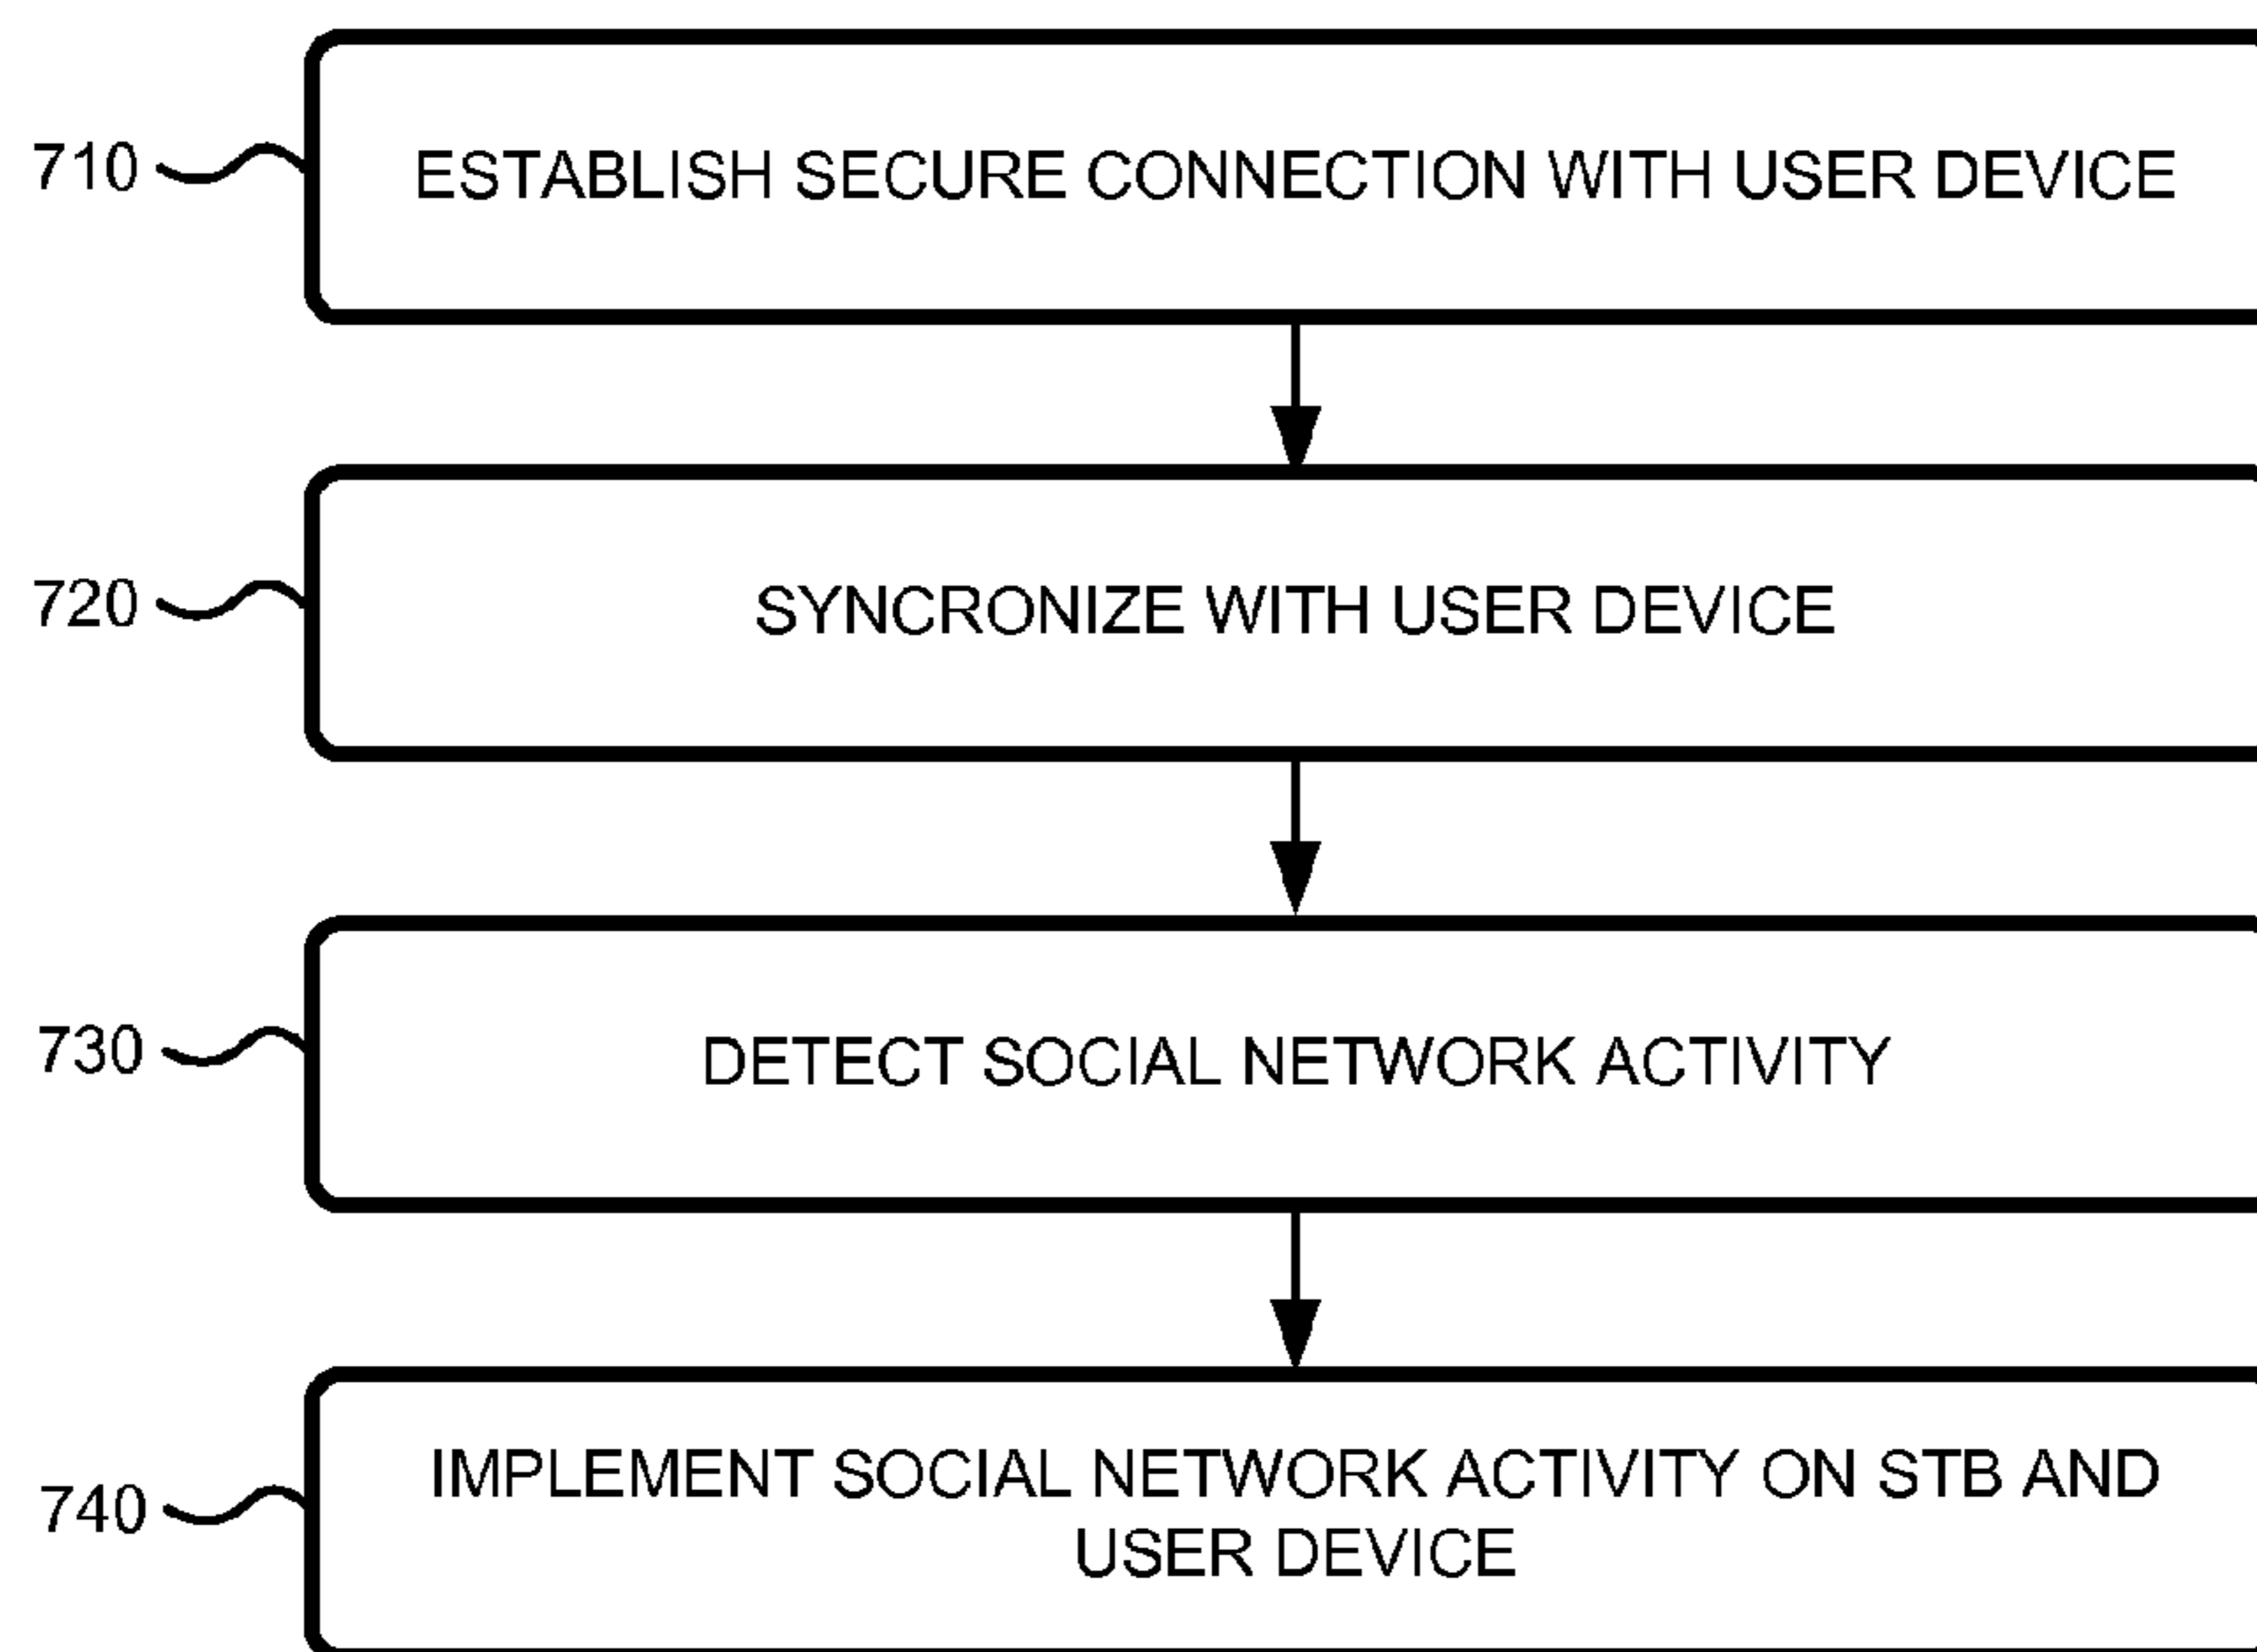 710 ESTABLISH SECURE CONNECTION WITH USER DEVICE
720 SYNCRONIZE WITH USER DEVICE
730 DETECT SOCIAL NETWORK ACTIVITY
740 IMPLEMENT SOCIAL NETWORK ACTIVITY ON STB AND
USER DEVICE